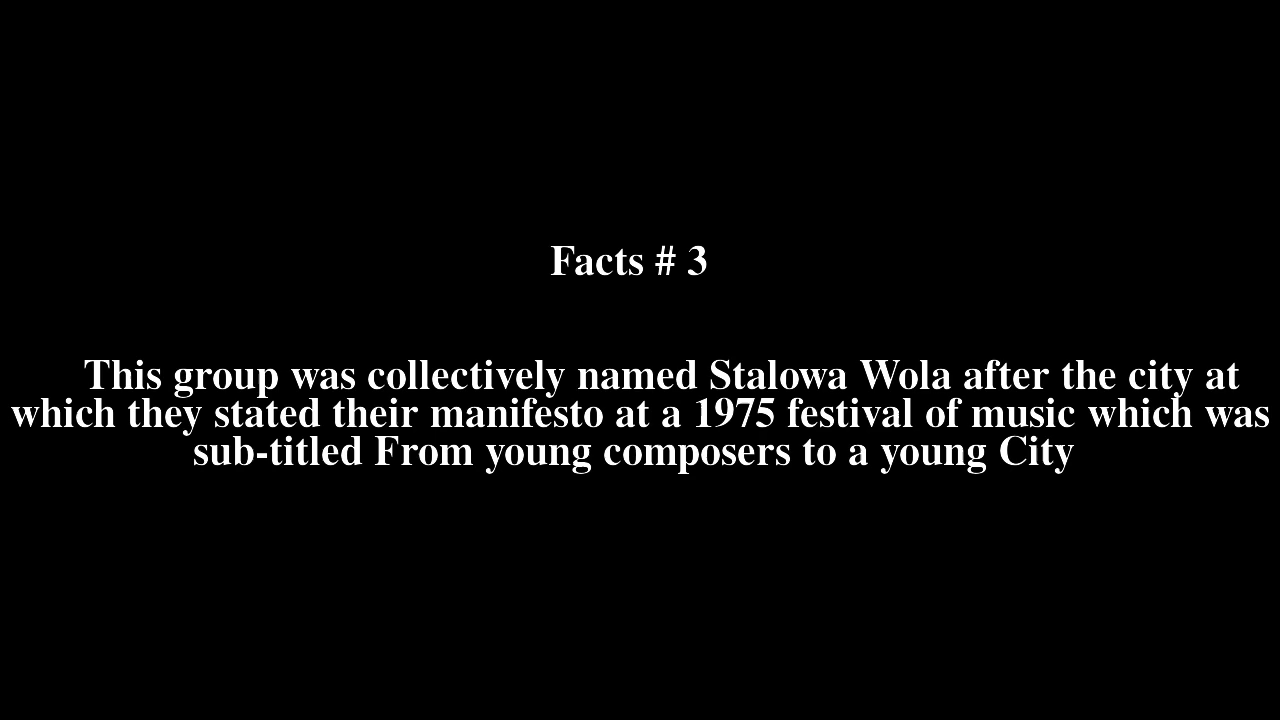 Facts # 3
This group was collectively named Stalowa Wola after the city at
which they stated their manifesto at a 1975 festival of music which was
sub-titled From young composers to a young City